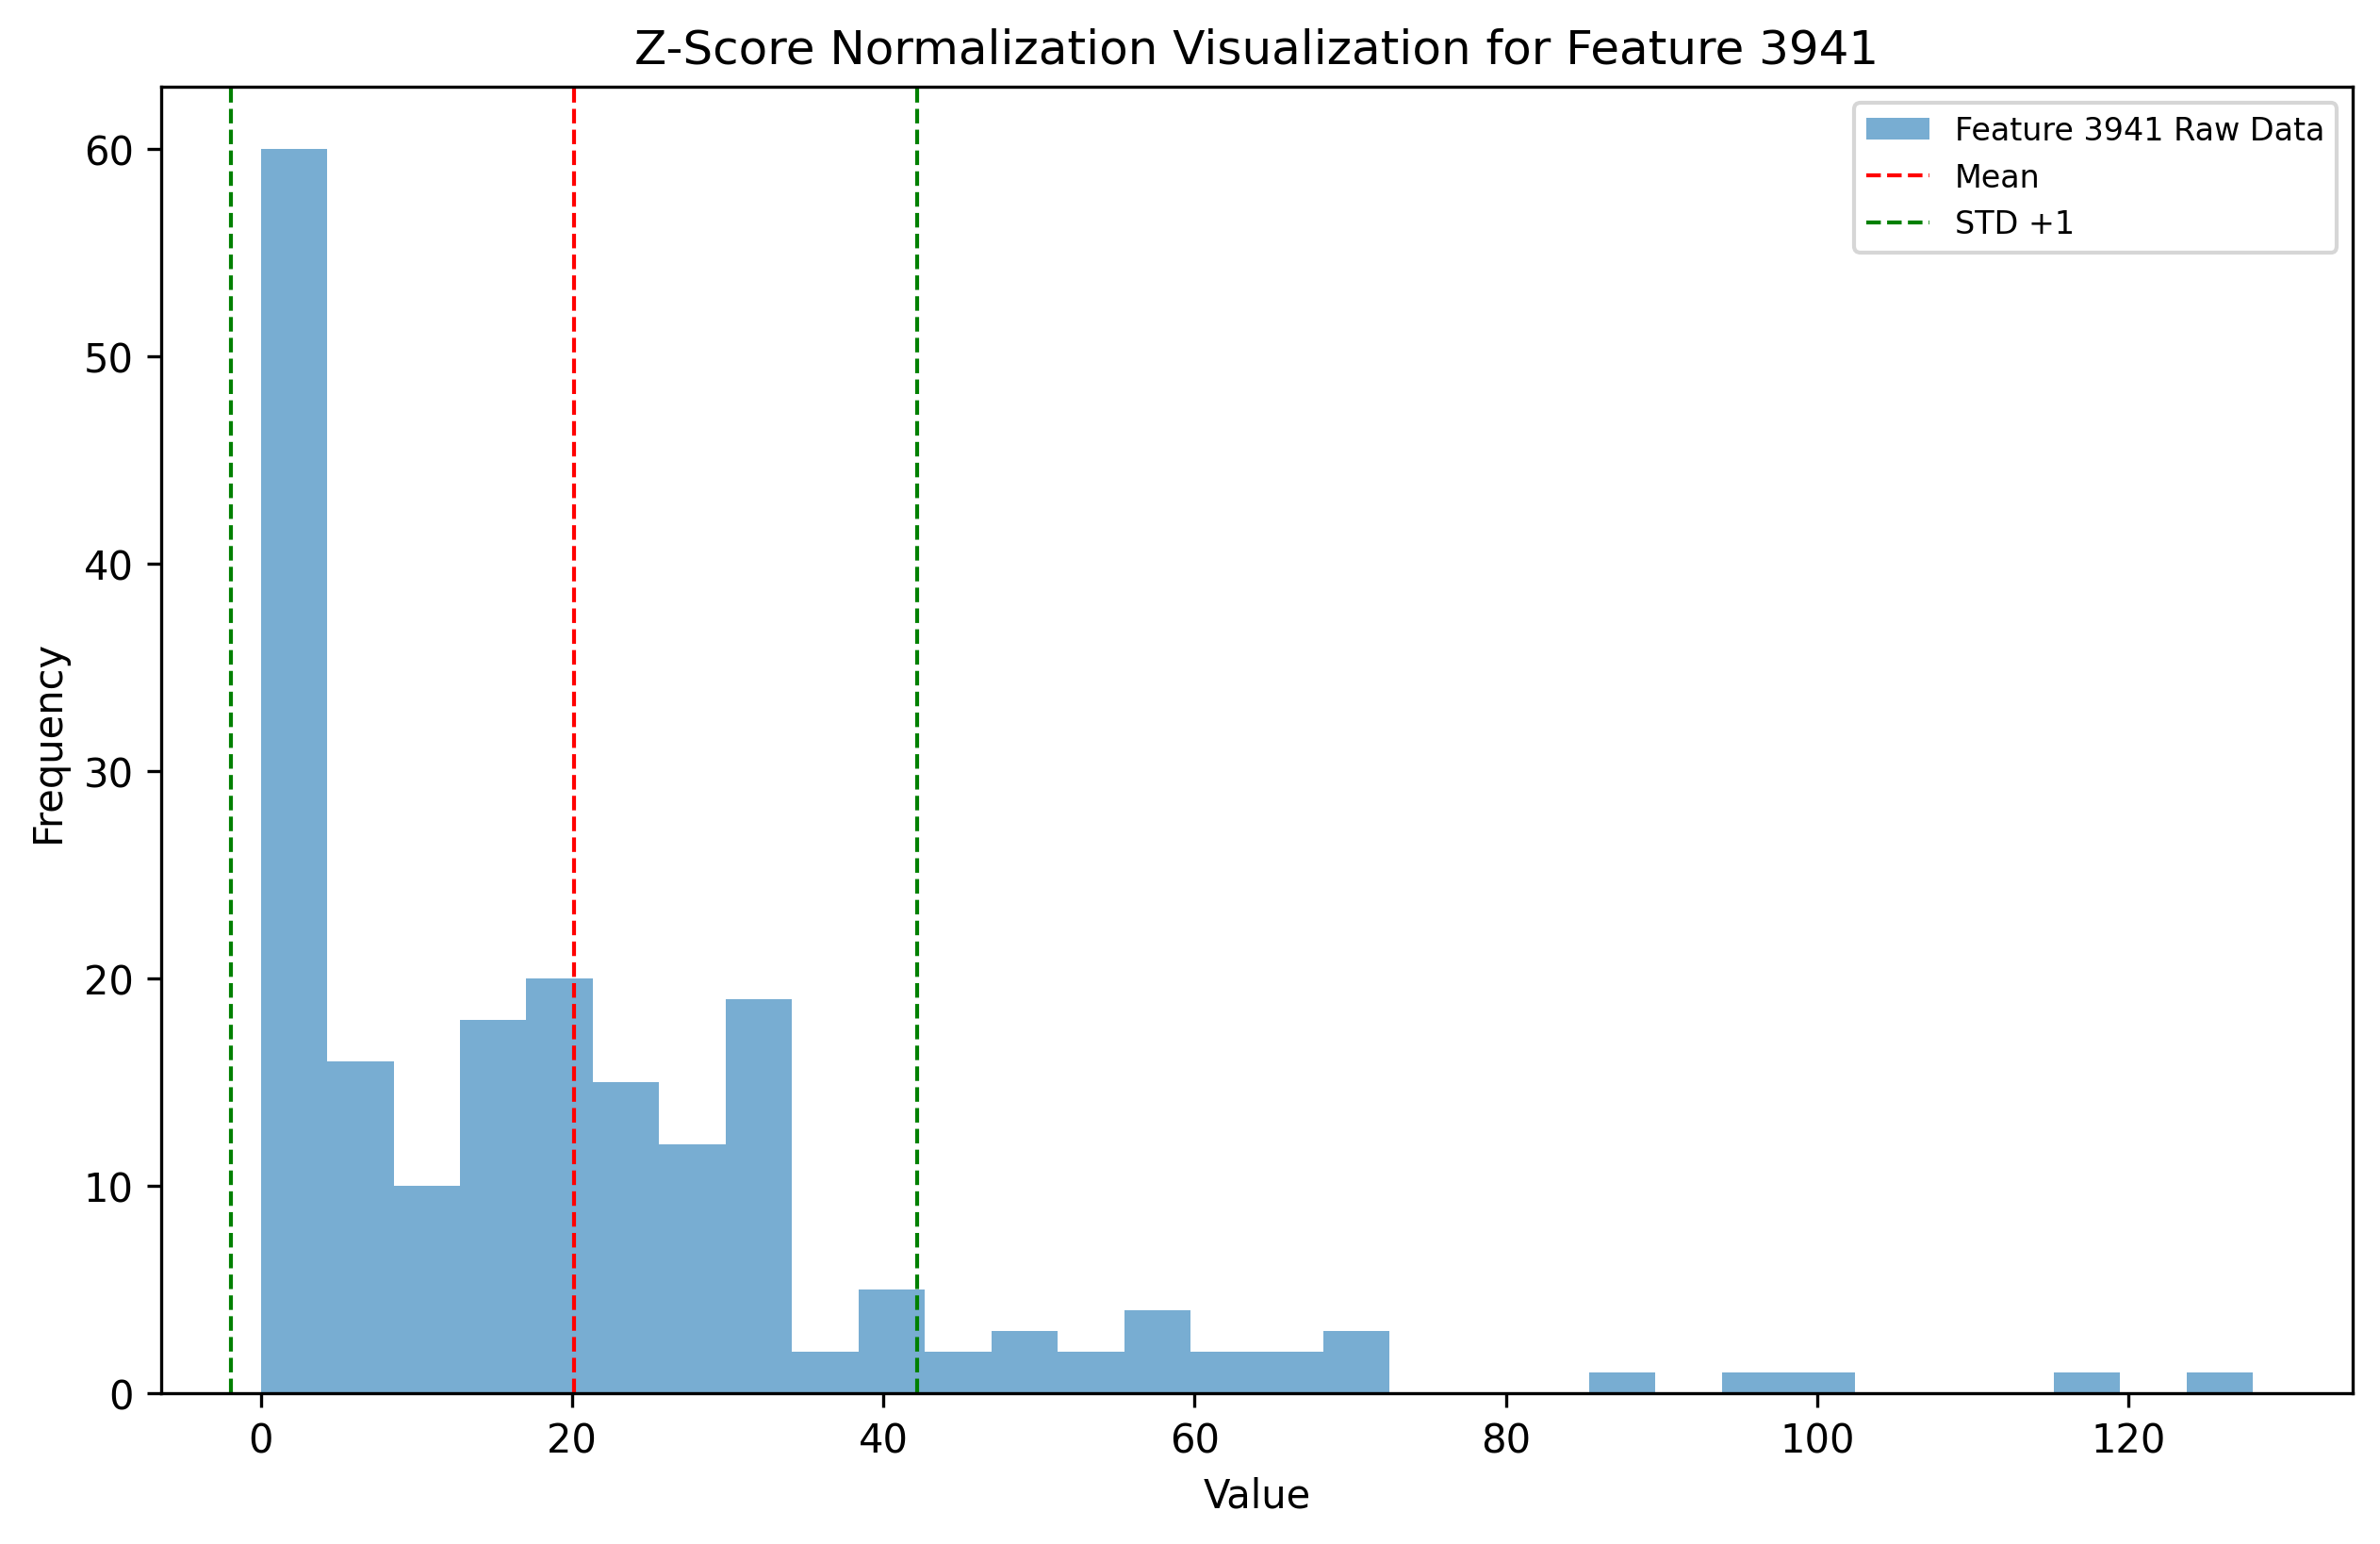 Z-Score Normalization Visualization for Feature 3941
Feature 3941 Raw Data
Mean
STD +1
60
50
40
30
20
10
0
Frequency
0 20 40 60 80 100 120
Value